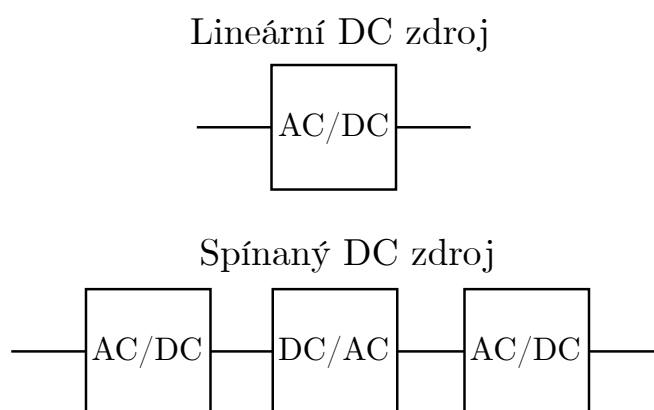 Lineární DC zdroj
AC/DC
Spínaný DC zdroj
AC/DC DC/AC AC/DC